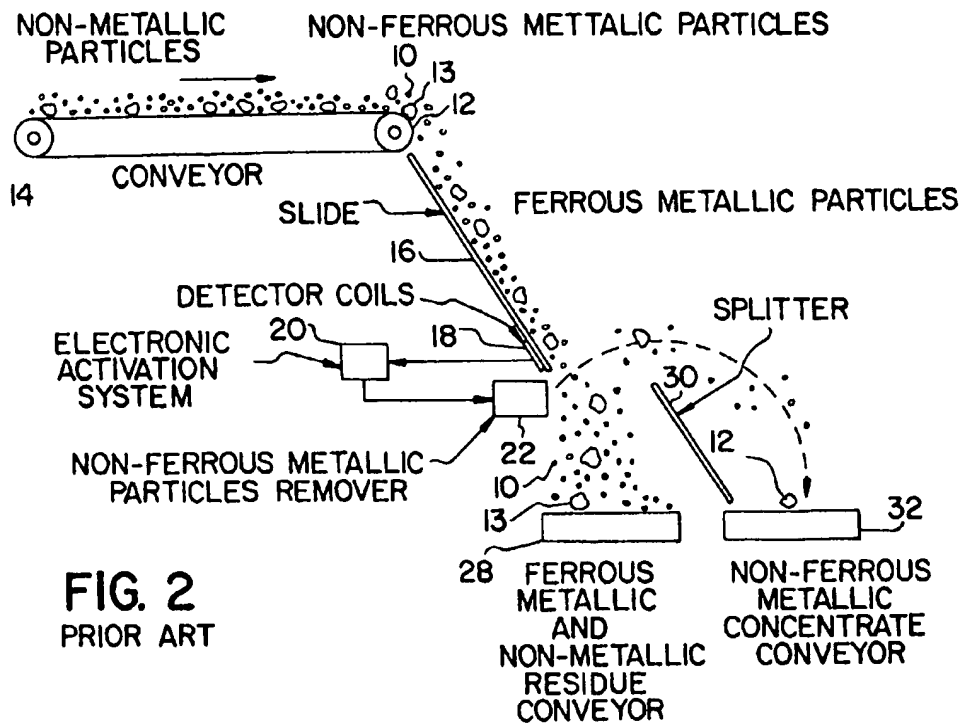 NON-METALLIC
PARTICLES
NON-FERROUS METTALIC PARTICLES
10
13
12
CONVEYOR
14
SLIDE
FERROUS METALLIC PARTICLES
16
DETECTOR COILS
SPLITTER
20
18
ELECTRONIC
ACTIVATION
SYSTEM
30
22
12
NON-FERROUS METALLIC
PARTICLES REMOVER
10
13
32
28
FERROUS
METALLIC
AND
NON-METALLIC
RESIDUE
CONVEYOR
NON-FERROUS
METALLIC
CONCENTRATE
CONVEYOR
FIG. 2
PRIOR ART